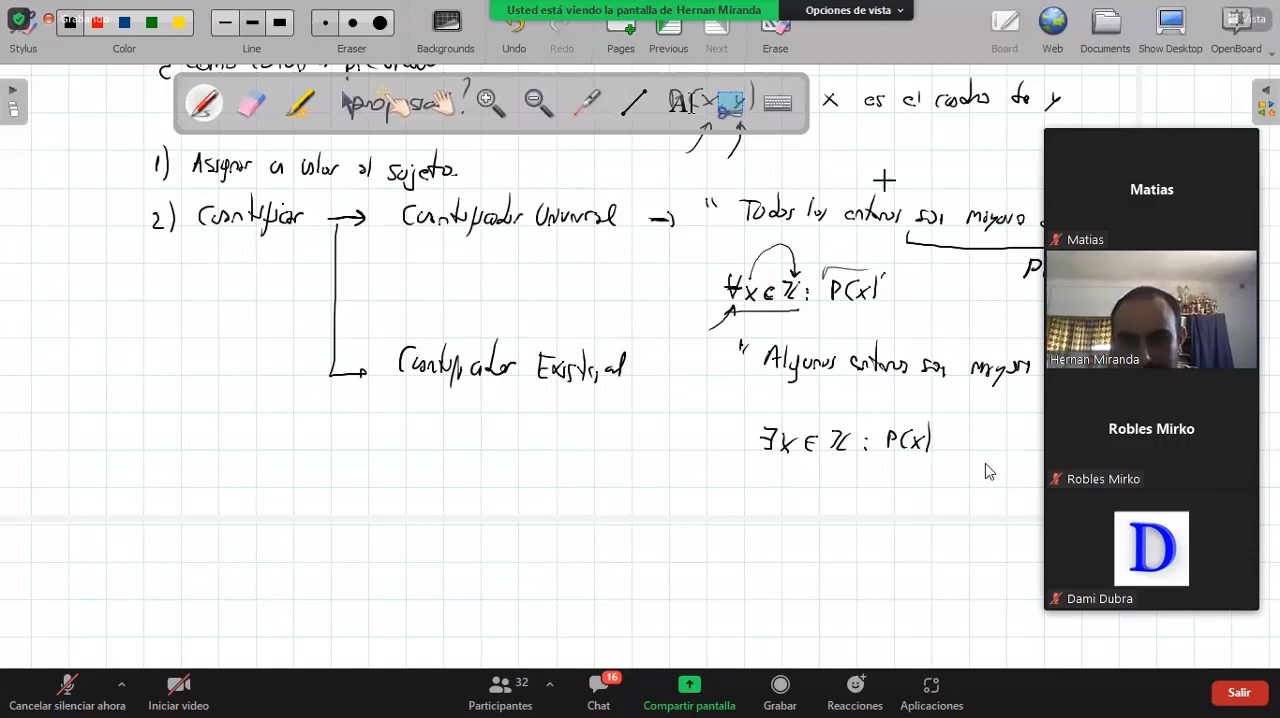 Grabando
Usted está viendo la pantalla de Hernan Miranda
Opciones de vista
Vista
Stylus
Color
Line
Eraser
Backgrounds
Undo
Redo
Pages
Previous
Next
Erase
Board
Web
Documents
Show Desktop
OpenBoard
?
x es el cuadro de y
1) Asignar a valor al sujeto.
2) Cuantificar → Cuantificador Universal → " Todos los enteros son mayores
∀x ∈ ℤ : P(x)
Cuantificador Existencial " Algunos enteros son mayores
∃x ∈ ℤ : P(x)
Matias
Matias
Hernan Miranda
Robles Mirko
Robles Mirko
D
Dami Dubra
Cancelar silenciar ahora
Iniciar video
32
Participantes
16
Chat
Compartir pantalla
Grabar
Reacciones
Aplicaciones
Salir